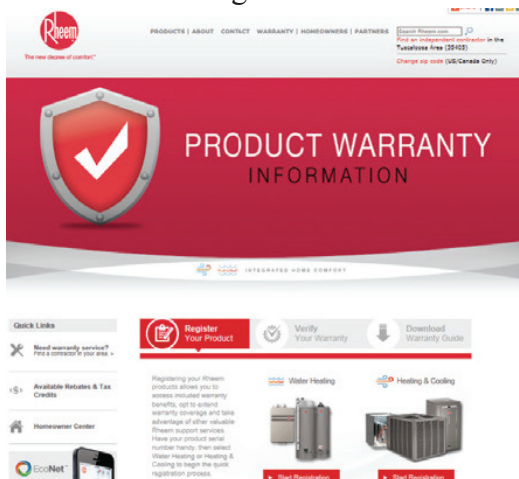 Rheem
The new degree of comfort.™
PRODUCTS | ABOUT CONTACT WARRANTY | HOMEOWNERS | PARTNERS
Search Rheem.com
Find an independent contractor in the
Tuscaloosa Area (35403)
Change zip code (US/Canada Only)
PRODUCT WARRANTY
INFORMATION
INTEGRATED HOME COMFORT
Quick Links
Need warranty service?
Find a contractor in your area. »
Available Rebates & Tax
Credits
Homeowner Center
EcoNet™
Register
Your Product
Verify
Your Warranty
Download
Warranty Guide
Registering your Rheem
products allows you to
access included warranty
benefits, opt to extend
warranty coverage and take
advantage of other valuable
Rheem support services.
Have your product serial
number handy, then select
Water Heating or Heating &
Cooling to begin the quick
registration process.
Water Heating
Start Registration
Heating & Cooling
Start Registration